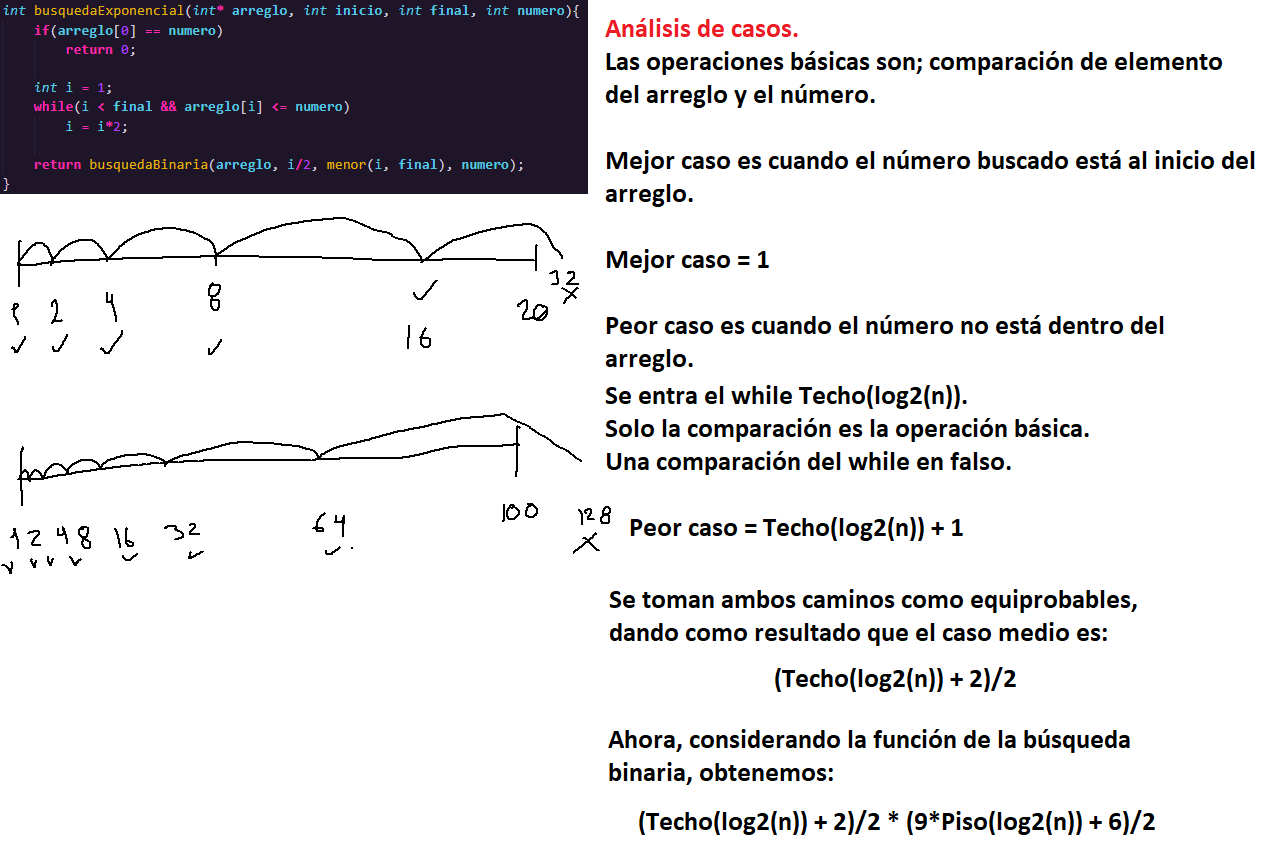 int busquedaExponencial(int* arreglo, int inicio, int final, int numero){
if(arreglo[0] == numero)
return 0;
int i = 1;
while(i < final && arreglo[i] <= numero)
i = i*2;
return busquedaBinaria(arreglo, i/2, menor(i, final), numero);
}
1 2 4 8 16 20 32
1 2 4 8 16 32 64 100 128
Análisis de casos.
Las operaciones básicas son; comparación de elemento
del arreglo y el número.
Mejor caso es cuando el número buscado está al inicio del
arreglo.
Mejor caso = 1
Peor caso es cuando el número no está dentro del
arreglo.
Se entra el while Techo(log2(n)).
Solo la comparación es la operación básica.
Una comparación del while en falso.
Peor caso = Techo(log2(n)) + 1
Se toman ambos caminos como equiprobables,
dando como resultado que el caso medio es:
(Techo(log2(n)) + 2)/2
Ahora, considerando la función de la búsqueda
binaria, obtenemos:
(Techo(log2(n)) + 2)/2 * (9*Piso(log2(n)) + 6)/2